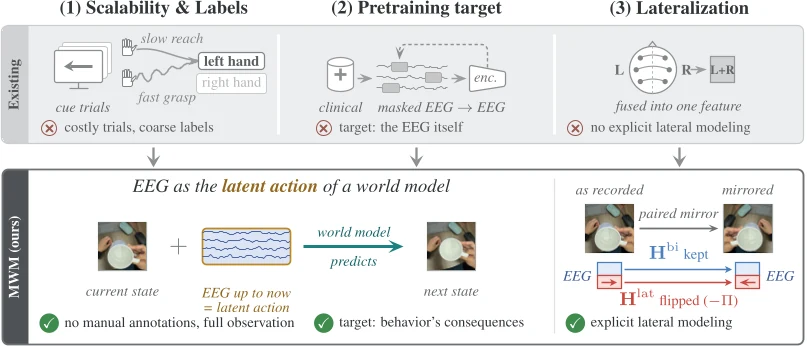 (1) Scalability & Labels
(2) Pretraining target
(3) Lateralization
Existing
slow reach
left hand
right hand
fast grasp
cue trials
costly trials, coarse labels
enc.
clinical
masked EEG → EEG
target: the EEG itself
L
R
L+R
fused into one feature
no explicit lateral modeling
MWM (ours)
EEG as the latent action of a world model
current state
+
EEG up to now
= latent action
world model
predicts
next state
no manual annotations, full observation
target: behavior's consequences
as recorded
mirrored
paired mirror
H^bi kept
EEG
EEG
H^lat flipped (−Π)
explicit lateral modeling